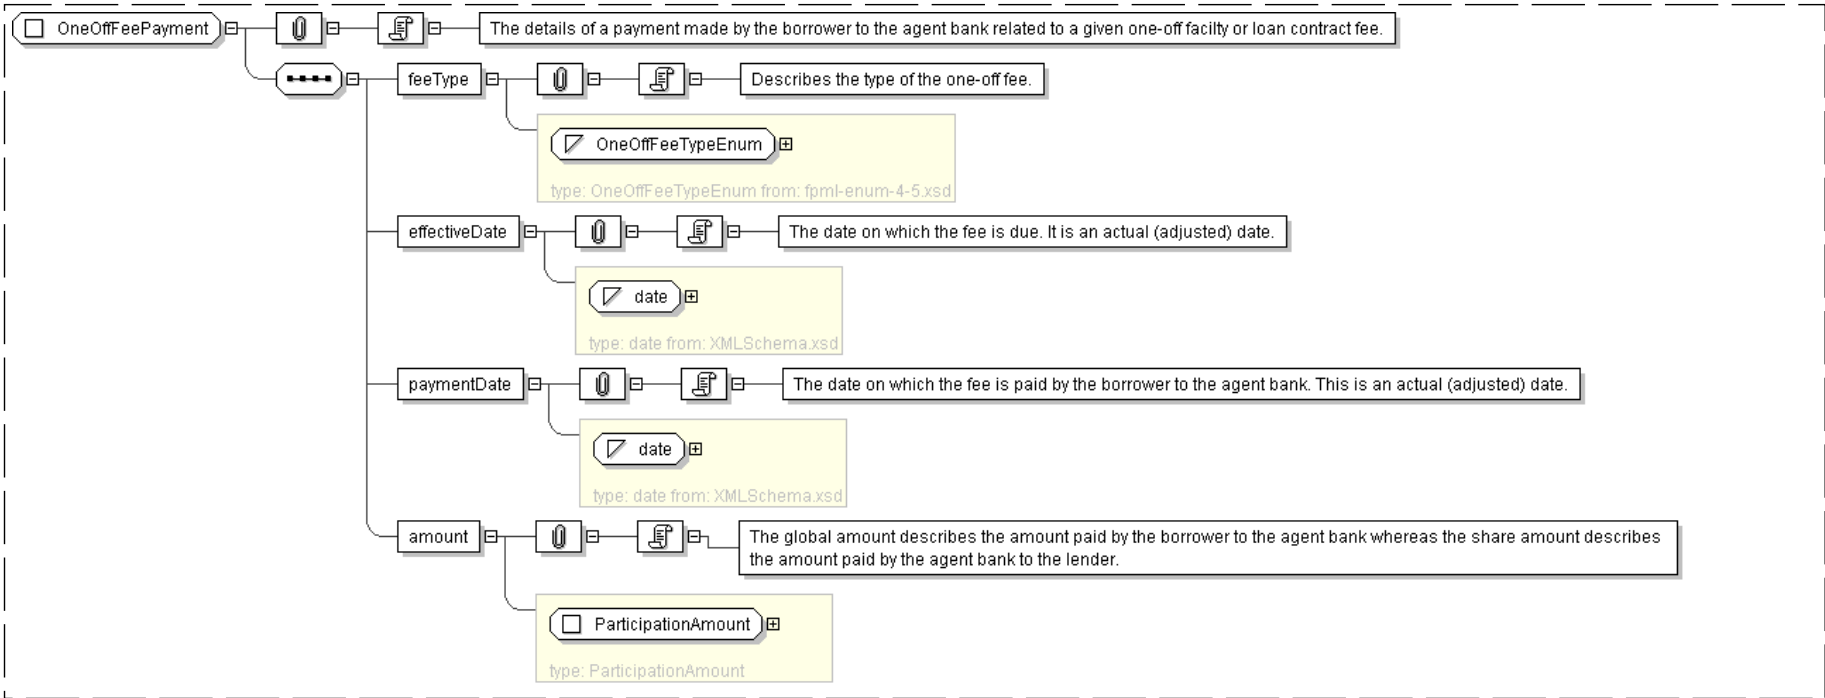 OneOffFeePayment
The details of a payment made by the borrower to the agent bank related to a given one-off facilty or loan contract fee.
feeType
Describes the type of the one-off fee.
OneOffFeeTypeEnum
type: OneOffFeeTypeEnum from: fpml-enum-4-5.xsd
effectiveDate
The date on which the fee is due. It is an actual (adjusted) date.
date
type: date from: XMLSchema.xsd
paymentDate
The date on which the fee is paid by the borrower to the agent bank. This is an actual (adjusted) date.
date
type: date from: XMLSchema.xsd
amount
The global amount describes the amount paid by the borrower to the agent bank whereas the share amount describes
the amount paid by the agent bank to the lender.
ParticipationAmount
type: ParticipationAmount